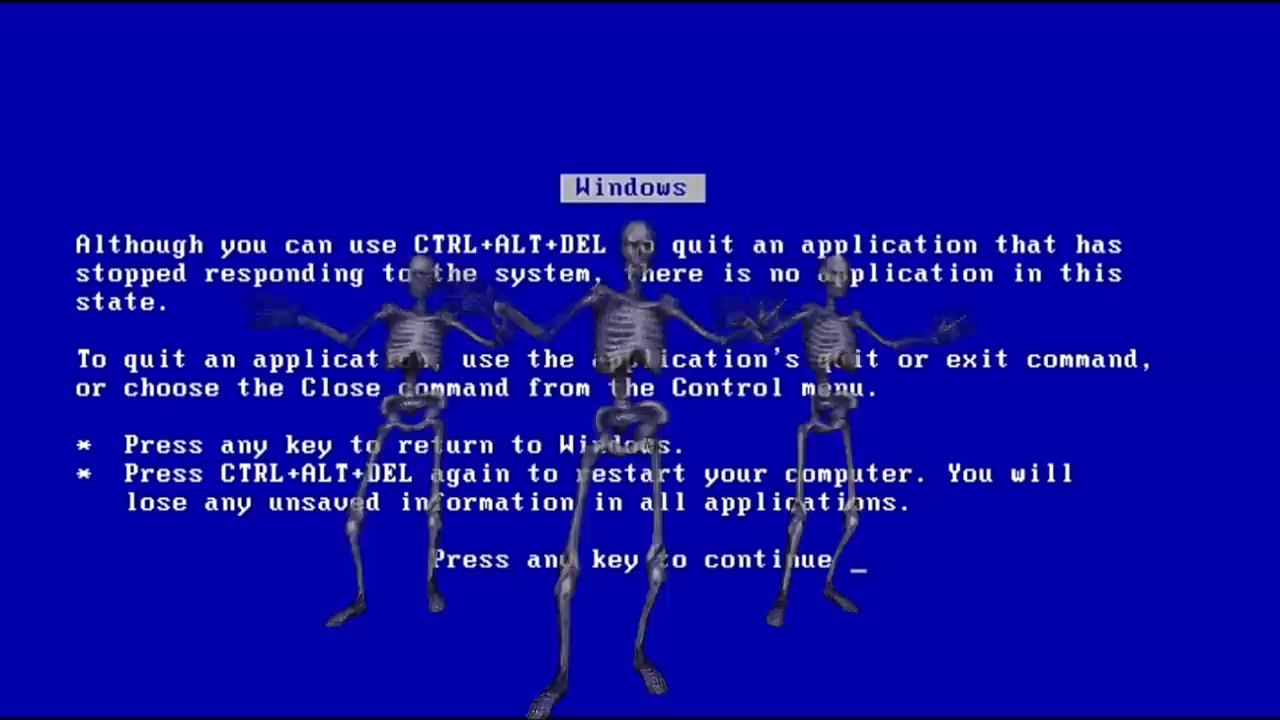 Windows
Although you can use CTRL+ALT+DEL to quit an application that has
stopped responding to the system, there is no application in this
state.
To quit an application, use the application's quit or exit command,
or choose the Close command from the Control menu.
* Press any key to return to Windows.
* Press CTRL+ALT+DEL again to restart your computer. You will
lose any unsaved information in all applications.
Press any key to continue _